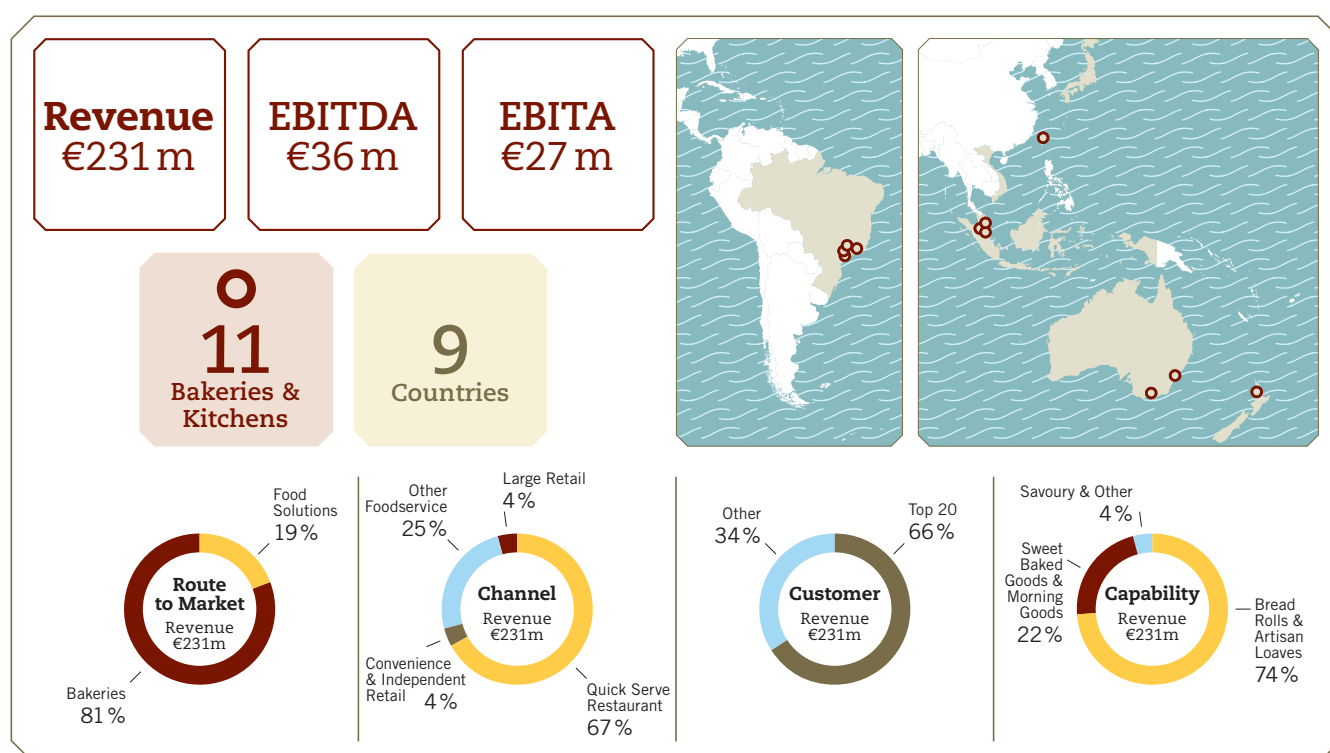 Revenue
€231 m
EBITDA
€36 m
EBITA
€27 m
11
Bakeries &
Kitchens
9
Countries
Food
Solutions
19 %
Route
to Market
Revenue
€231m
Bakeries
81 %
Large Retail
4 %
Other
Foodservice
25 %
Channel
Revenue
€231m
Convenience
& Independent
Retail 4 %
Quick Serve
Restaurant
67 %
Other
34 %
Top 20
66 %
Customer
Revenue
€231m
Savoury & Other
4 %
Sweet
Baked
Goods &
Morning
Goods
22 %
Capability
Revenue
€231m
Bread
Rolls &
Artisan
Loaves
74 %